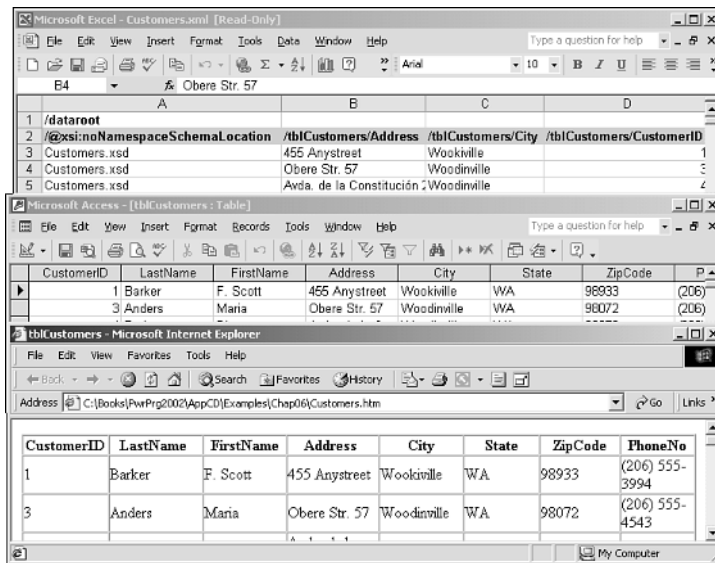 Microsoft Excel - Customers.xml [Read-Only]
File Edit View Insert Format Tools Data Window Help Type a question for help
Arial 10 B I U
B4 fx Obere Str. 57
A B C D
1 /dataroot
2 /@xsi:noNamespaceSchemaLocation /tblCustomers/Address /tblCustomers/City /tblCustomers/CustomerID
3 Customers.xsd 455 Anystreet Wookiville 1
4 Customers.xsd Obere Str. 57 Woodinville 3
5 Customers.xsd Avda. de la Constitución 2 Woodinville 4
Microsoft Access - [tblCustomers : Table]
File Edit View Insert Format Records Tools Window Help Type a question for help
CustomerID LastName FirstName Address City State ZipCode P
1 Barker F. Scott 455 Anystreet Wookiville WA 98933 (206)
3 Anders Maria Obere Str. 57 Woodinville WA 98072 (206)
tblCustomers - Microsoft Internet Explorer
File Edit View Favorites Tools Help
Back Search Favorites History
Address C:\Books\PwrPrg2002\AppCD\Examples\Chap06\Customers.htm Go Links
CustomerID LastName FirstName Address City State ZipCode PhoneNo
1 Barker F. Scott 455 Anystreet Wookiville WA 98933 (206) 555-3994
3 Anders Maria Obere Str. 57 Woodinville WA 98072 (206) 555-4543
My Computer